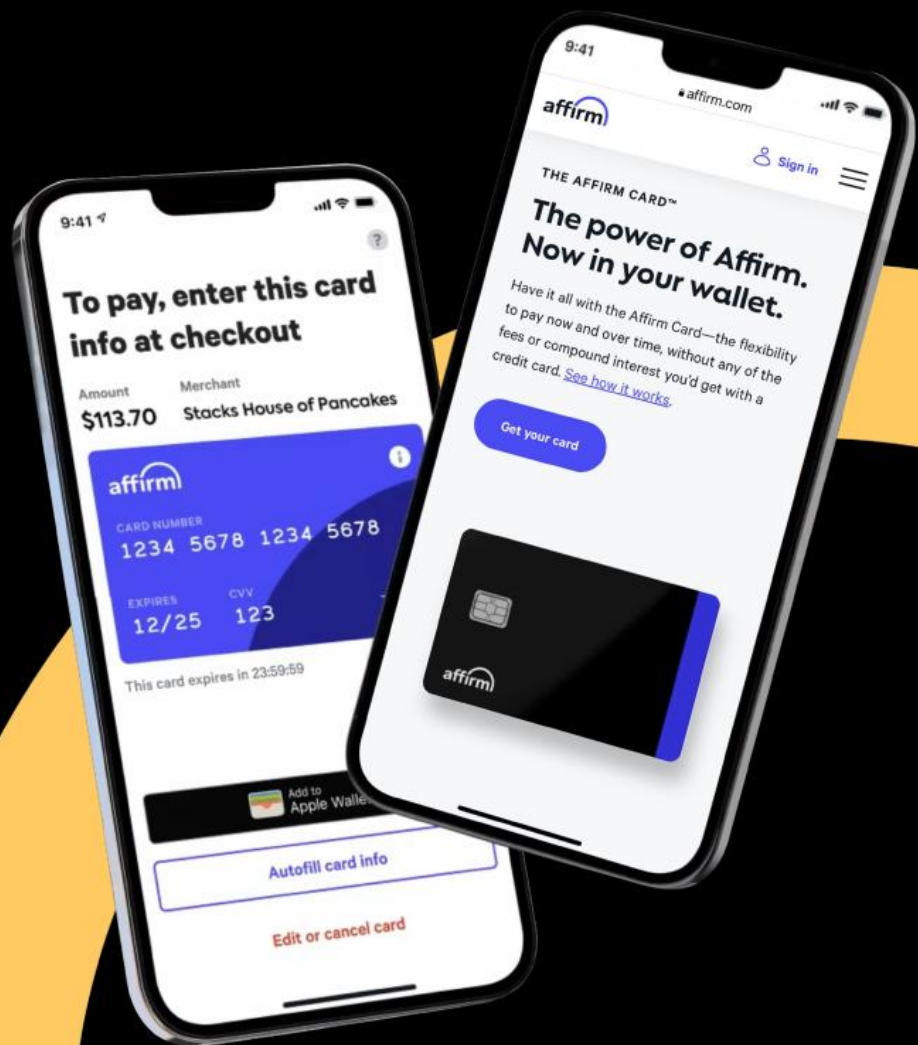 9:41
?
To pay, enter this card
info at checkout
Amount Merchant
$113.70 Stacks House of Pancakes
affirm
CARD NUMBER
1234 5678 1234 5678
EXPIRES CVV
12/25 123
This card expires in 23:59:59
Add to
Apple Wallet
Autofill card info
Edit or cancel card
9:41
affirm.com
affirm
Sign in
THE AFFIRM CARD™
The power of Affirm.
Now in your wallet.
Have it all with the Affirm Card—the flexibility
to pay now and over time, without any of the
fees or compound interest you'd get with a
credit card. See how it works.
Get your card
affirm